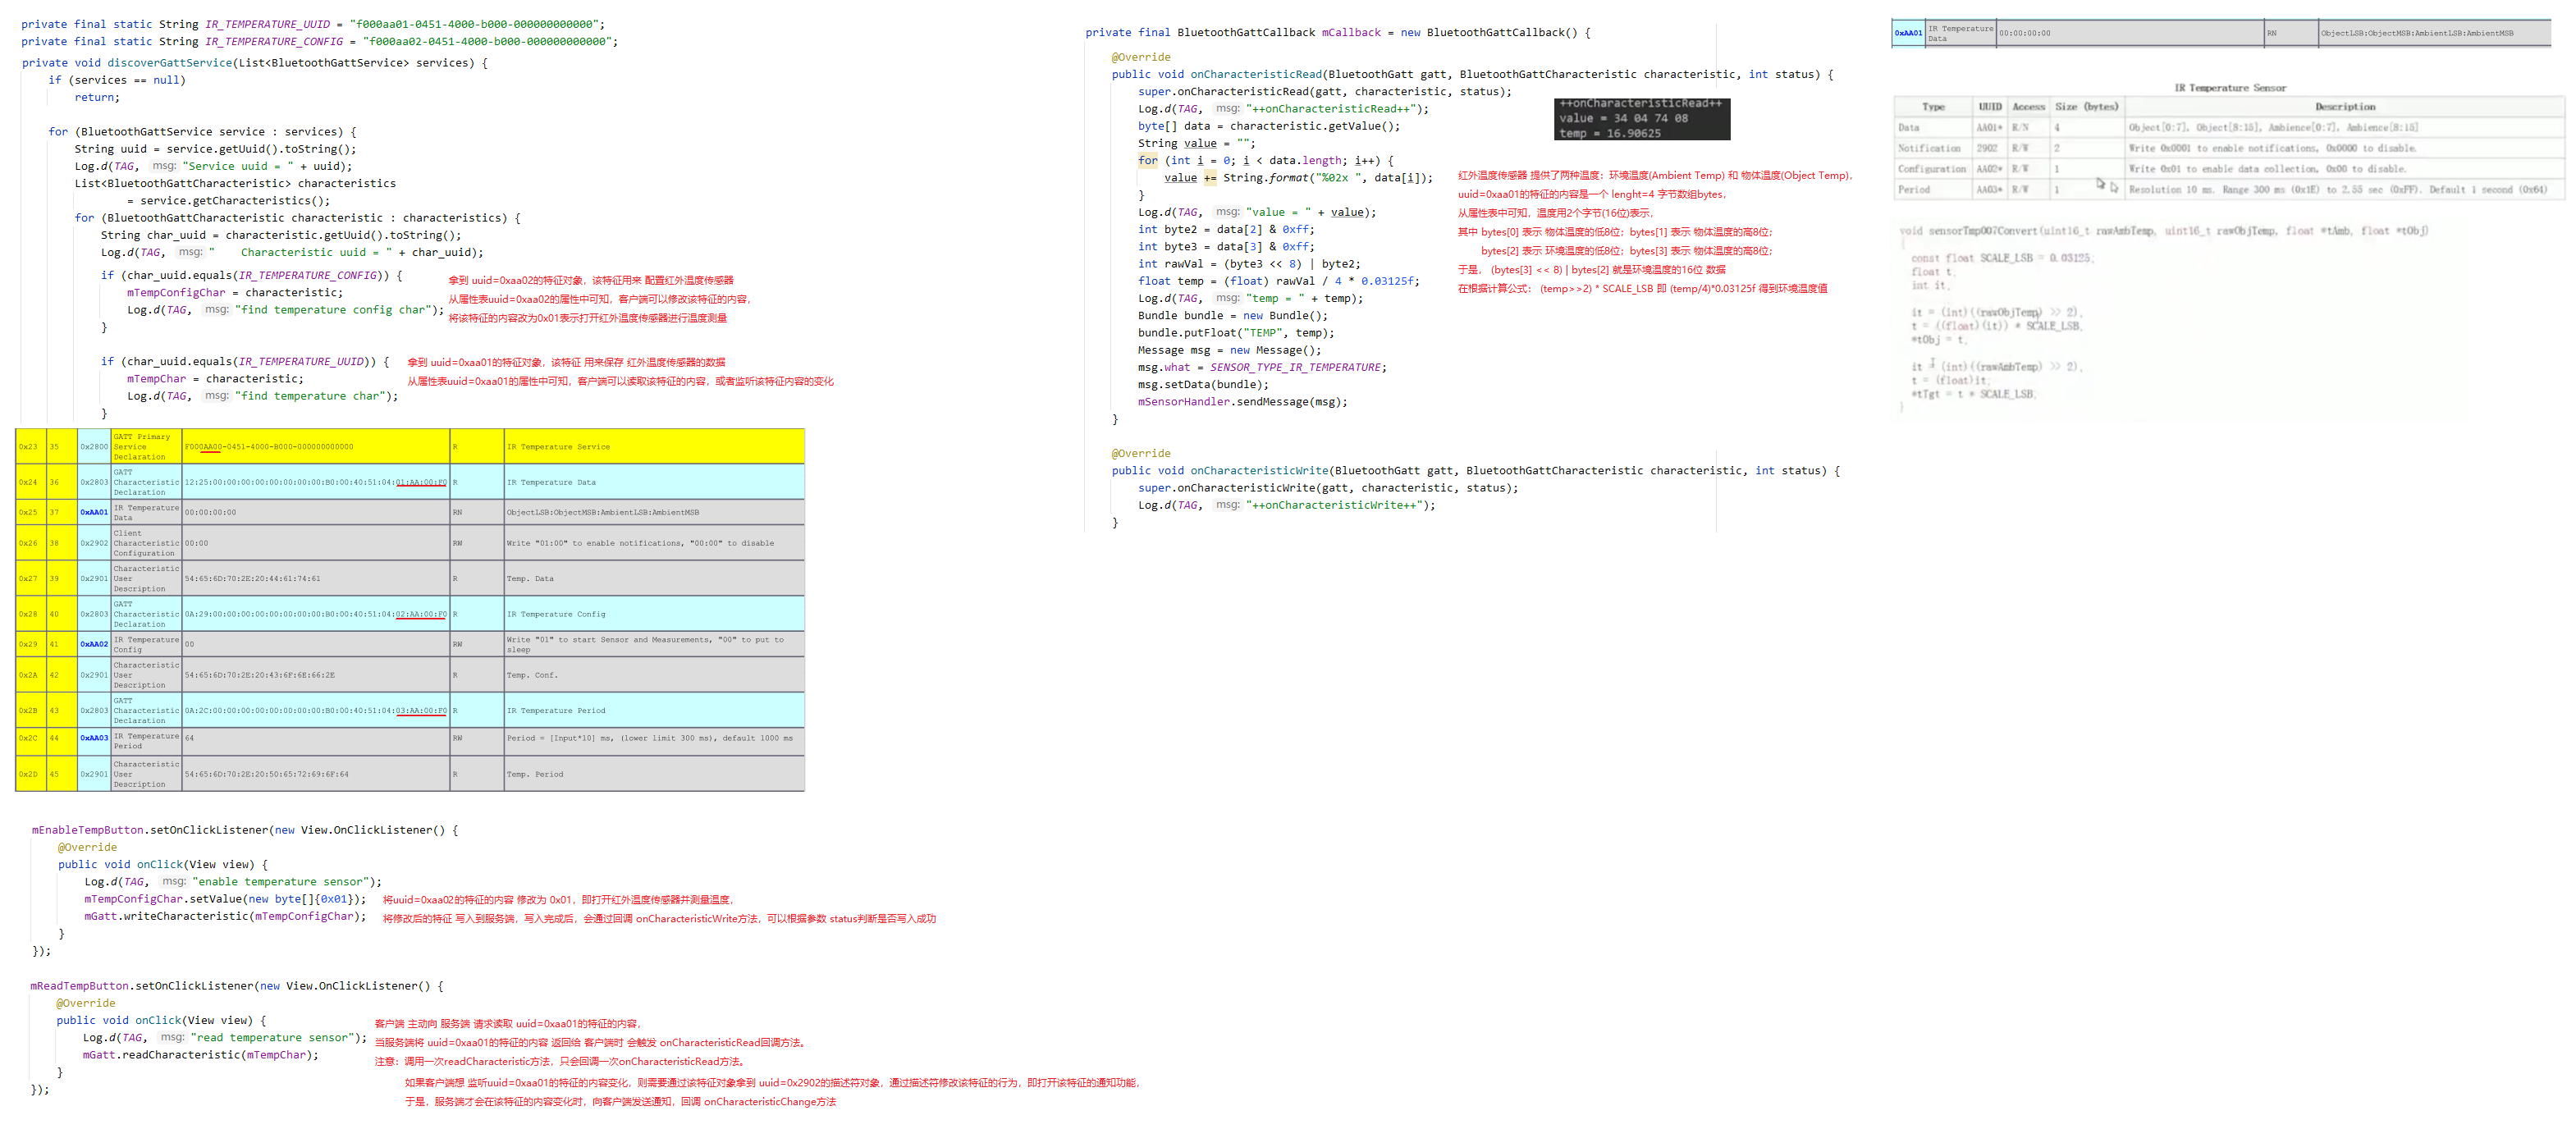 private final static String IR_TEMPERATURE_UUID = "f000aa01-0451-4000-b000-000000000000";
private final static String IR_TEMPERATURE_CONFIG = "f000aa02-0451-4000-b000-000000000000";
private void discoverGattService(List<BluetoothGattService> services) {
if (services == null)
return;
for (BluetoothGattService service : services) {
String uuid = service.getUuid().toString();
Log.d(TAG, msg: "Service uuid = " + uuid);
List<BluetoothGattCharacteristic> characteristics
= service.getCharacteristics();
for (BluetoothGattCharacteristic characteristic : characteristics) {
String char_uuid = characteristic.getUuid().toString();
Log.d(TAG, msg: "    Characteristic uuid = " + char_uuid);
if (char_uuid.equals(IR_TEMPERATURE_CONFIG)) {
mTempConfigChar = characteristic;
Log.d(TAG, msg: "find temperature config char");
}
拿到 uuid=0xaa02的特征对象，该特征用来 配置红外温度传感器
从属性表uuid=0xaa02的属性中可知，客户端可以修改该特征的内容，
将该特征的内容改为0x01表示打开红外温度传感器进行温度测量
if (char_uuid.equals(IR_TEMPERATURE_UUID)) {
mTempChar = characteristic;
Log.d(TAG, msg: "find temperature char");
}
拿到 uuid=0xaa01的特征对象，该特征 用来保存 红外温度传感器的数据
从属性表uuid=0xaa01的属性中可知，客户端可以读取该特征的内容，或者监听该特征内容的变化
0x23 35 0x2800 GATT Primary Service Declaration F000AA00-0451-4000-B000-000000000000 R IR Temperature Service
0x24 36 0x2803 GATT Characteristic Declaration 12:25:00:00:00:00:00:00:00:00:B0:00:40:51:04:01:AA:00:F0 R IR Temperature Data
0x25 37 0xAA01 IR Temperature Data 00:00:00:00 RN ObjectLSB:ObjectMSB:AmbientLSB:AmbientMSB
0x26 38 0x2902 Client Characteristic Configuration 00:00 RW Write "01:00" to enable notifications, "00:00" to disable
0x27 39 0x2901 Characteristic User Description 54:65:6D:70:2E:20:44:61:74:61 R Temp. Data
0x28 40 0x2803 GATT Characteristic Declaration 0A:29:00:00:00:00:00:00:00:00:B0:00:40:51:04:02:AA:00:F0 R IR Temperature Config
0x29 41 0xAA02 IR Temperature Config 00 RW Write "01" to start Sensor and Measurements, "00" to put to sleep
0x2A 42 0x2901 Characteristic User Description 54:65:6D:70:2E:20:43:6F:6E:66:2E R Temp. Conf.
0x2B 43 0x2803 GATT Characteristic Declaration 0A:2C:00:00:00:00:00:00:00:00:B0:00:40:51:04:03:AA:00:F0 R IR Temperature Period
0x2C 44 0xAA03 IR Temperature Period 64 RW Period = [Input*10] ms, (lower limit 300 ms), default 1000 ms
0x2D 45 0x2901 Characteristic User Description 54:65:6D:70:2E:20:50:65:72:69:6F:64 R Temp. Period
mEnableTempButton.setOnClickListener(new View.OnClickListener() {
@Override
public void onClick(View view) {
Log.d(TAG, msg: "enable temperature sensor");
mTempConfigChar.setValue(new byte[]{0x01});
mGatt.writeCharacteristic(mTempConfigChar);
}
});
将uuid=0xaa02的特征的内容 修改为 0x01，即打开红外温度传感器并测量温度，
将修改后的特征 写入到服务端，写入完成后，会通过回调 onCharacteristicWrite方法，可以根据参数 status判断是否写入成功
mReadTempButton.setOnClickListener(new View.OnClickListener() {
@Override
public void onClick(View view) {
Log.d(TAG, msg: "read temperature sensor");
mGatt.readCharacteristic(mTempChar);
}
});
客户端 主动向 服务端 请求读取 uuid=0xaa01的特征的内容，
当服务端将 uuid=0xaa01的特征的内容 返回给 客户端时 会触发 onCharacteristicRead回调方法。
注意：调用一次readCharacteristic方法，只会回调一次onCharacteristicRead方法。
如果客户端想 监听uuid=0xaa01的特征的内容变化，则需要通过该特征对象拿到 uuid=0x2902的描述符对象，通过描述符修改该特征的行为，即打开该特征的通知功能，
于是，服务端才会在该特征的内容变化时，向客户端发送通知，回调 onCharacteristicChange方法
private final BluetoothGattCallback mCallback = new BluetoothGattCallback() {
@Override
public void onCharacteristicRead(BluetoothGatt gatt, BluetoothGattCharacteristic characteristic, int status) {
super.onCharacteristicRead(gatt, characteristic, status);
Log.d(TAG, msg: "++onCharacteristicRead++");
byte[] data = characteristic.getValue();
String value = "";
for (int i = 0; i < data.length; i++) {
value += String.format("%02x ", data[i]);
}
Log.d(TAG, msg: "value = " + value);
int byte2 = data[2] & 0xff;
int byte3 = data[3] & 0xff;
int rawVal = (byte3 << 8) | byte2;
float temp = (float) rawVal / 4 * 0.03125f;
Log.d(TAG, msg: "temp = " + temp);
Bundle bundle = new Bundle();
bundle.putFloat("TEMP", temp);
Message msg = new Message();
msg.what = SENSOR_TYPE_IR_TEMPERATURE;
msg.setData(bundle);
mSensorHandler.sendMessage(msg);
}
@Override
public void onCharacteristicWrite(BluetoothGatt gatt, BluetoothGattCharacteristic characteristic, int status) {
super.onCharacteristicWrite(gatt, characteristic, status);
Log.d(TAG, msg: "++onCharacteristicWrite++");
}
++onCharacteristicRead++
value = 34 04 74 08
temp = 16.90625
红外温度传感器 提供了两种温度：环境温度(Ambient Temp) 和 物体温度(Object Temp)，
uuid=0xaa01的特征的内容是一个 lenght=4 字节数组bytes，
从属性表中可知，温度用2个字节(16位)表示，
其中 bytes[0] 表示 物体温度的低8位；bytes[1] 表示 物体温度的高8位；
bytes[2] 表示 环境温度的低8位；bytes[3] 表示 物体温度的高8位；
于是， (bytes[3] << 8) | bytes[2] 就是环境温度的16位 数据
在根据计算公式： (temp>>2) * SCALE_LSB 即 (temp/4)*0.03125f 得到环境温度值
0xAA01 IR Temperature Data 00:00:00:00 RN ObjectLSB:ObjectMSB:AmbientLSB:AmbientMSB
IR Temperature Sensor
Type UUID Access Size (bytes) Description
Data AA01* R/N 4 Object[0:7], Object[8:15], Ambience[0:7], Ambience[8:15]
Notification 2902 R/W 2 Write 0x0001 to enable notifications, 0x0000 to disable.
Configuration AA02* R/W 1 Write 0x01 to enable data collection, 0x00 to disable.
Period AA03* R/W 1 Resolution 10 ms. Range 300 ms (0x1E) to 2.55 sec (0xFF). Default 1 second (0x64)
void sensorTmp007Convert(uint16_t rawAmbTemp, uint16_t rawObjTemp, float *tAmb, float *tObj)
{
const float SCALE_LSB = 0.03125;
float t;
int it;
it = (int)((rawObjTemp) >> 2);
t = ((float)(it)) * SCALE_LSB;
*tObj = t;
it = (int)((rawAmbTemp) >> 2);
t = (float)it;
*tTgt = t * SCALE_LSB;
}